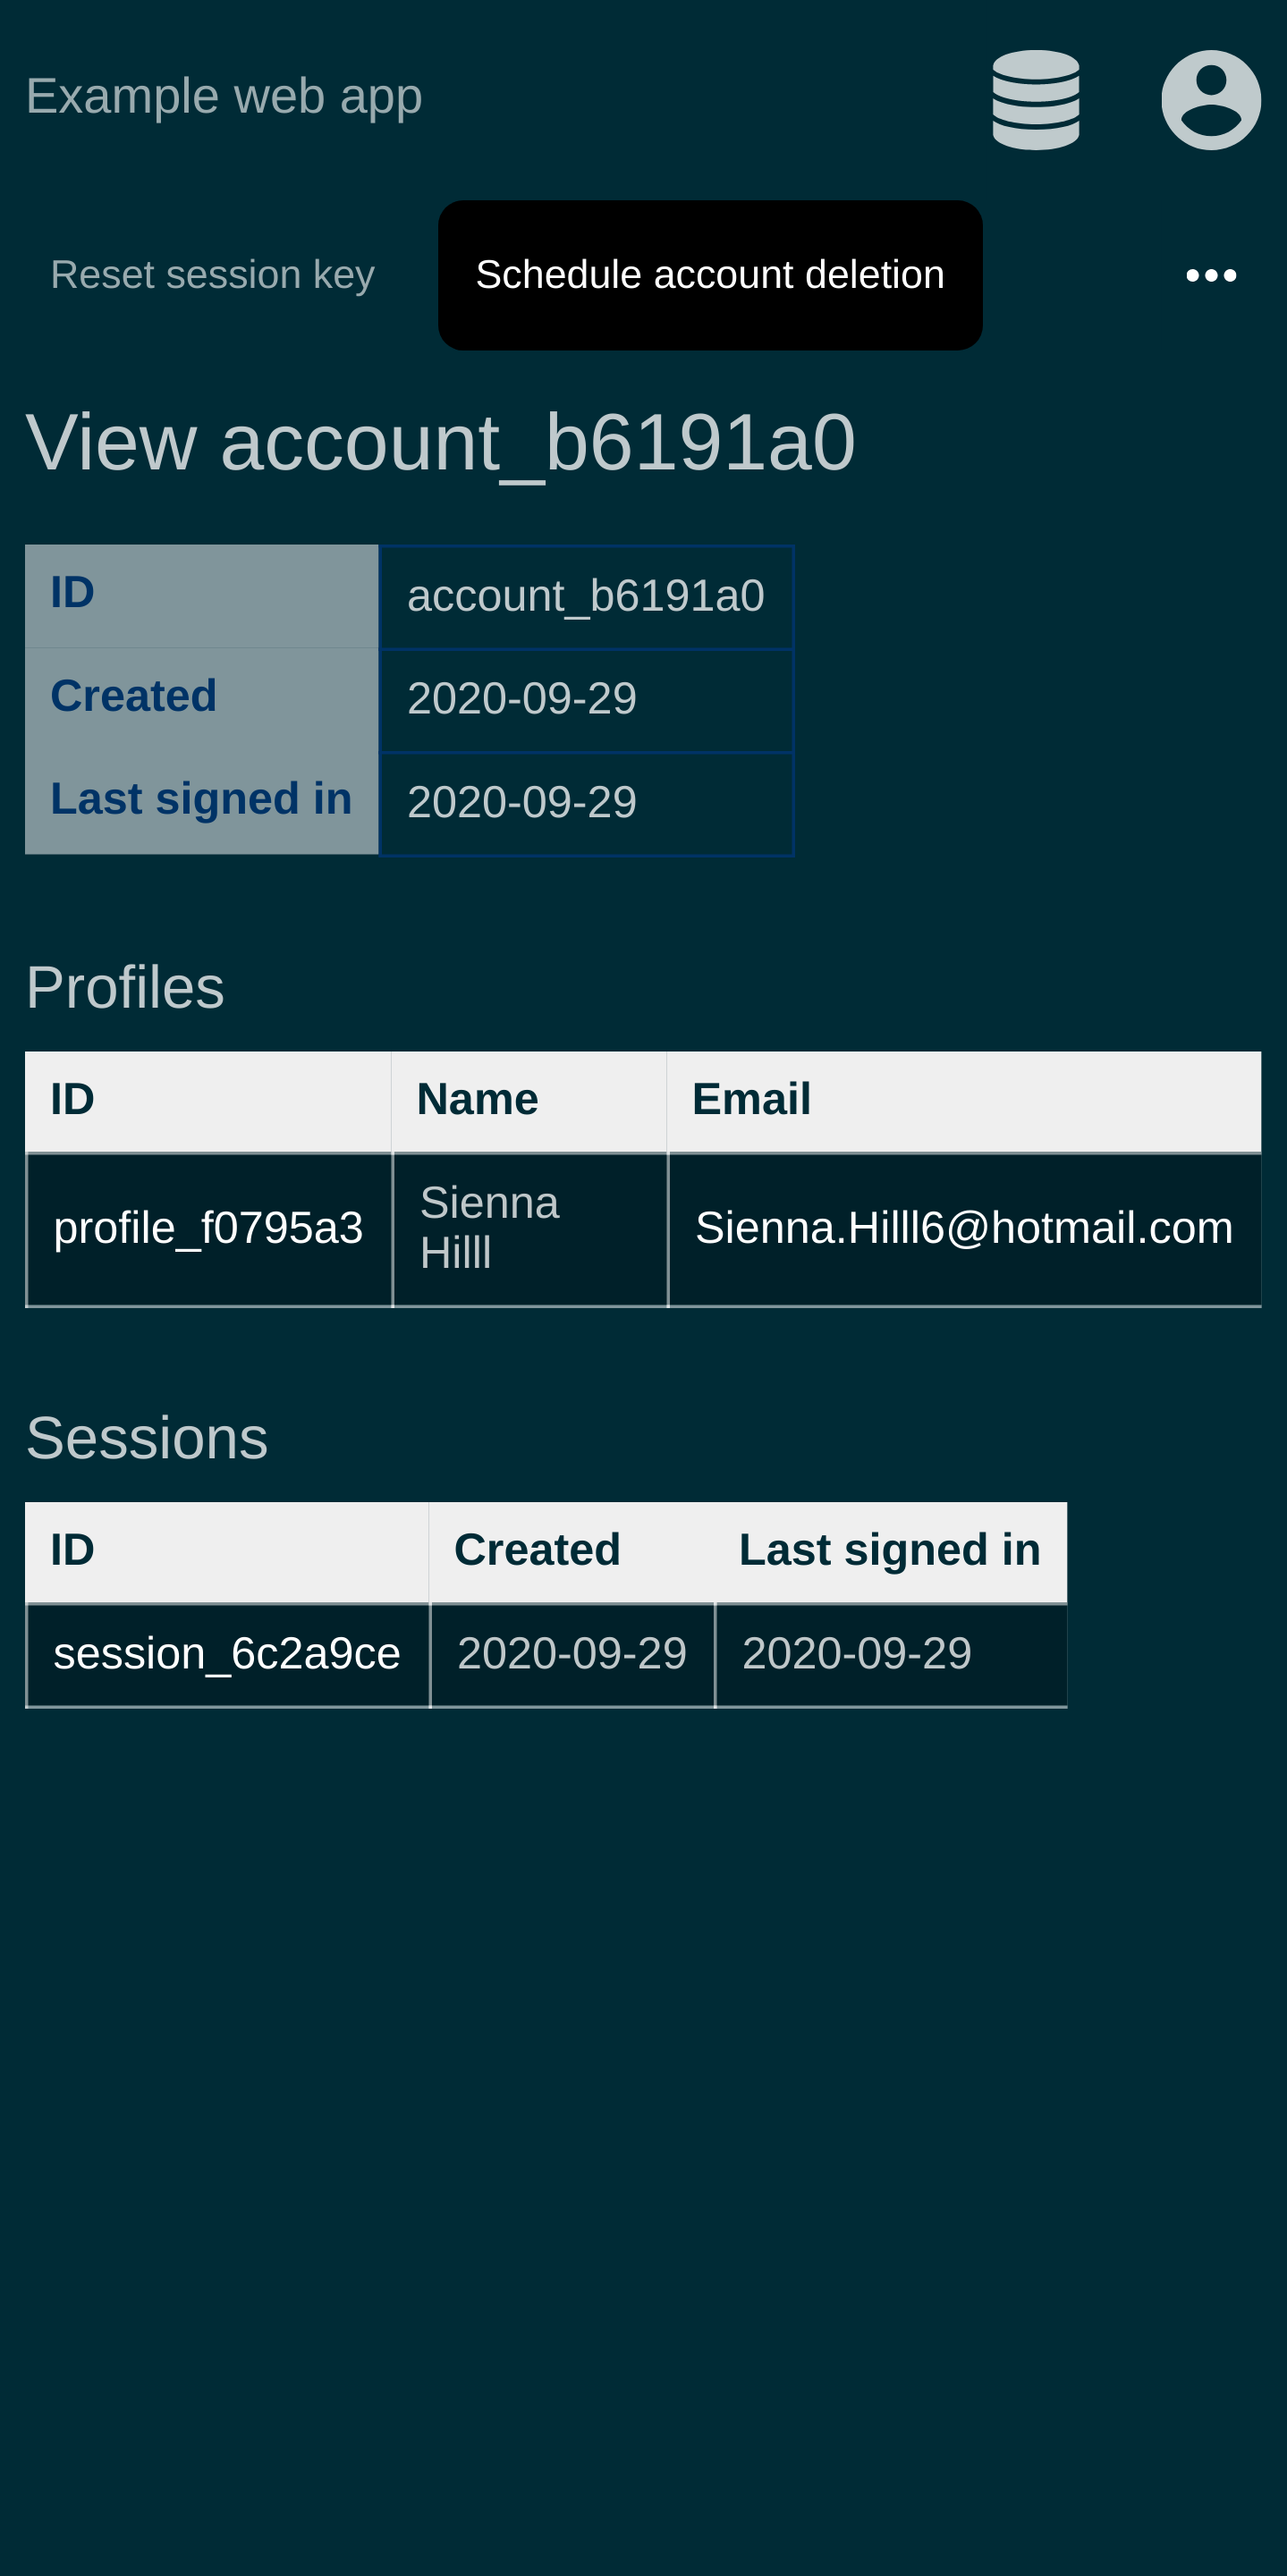 Example web app
Reset session key
Schedule account deletion
View account_b6191a0
ID account_b6191a0
Created 2020-09-29
Last signed in 2020-09-29
Profiles
ID Name Email
profile_f0795a3 Sienna Hilll Sienna.Hilll6@hotmail.com
Sessions
ID Created Last signed in
session_6c2a9ce 2020-09-29 2020-09-29